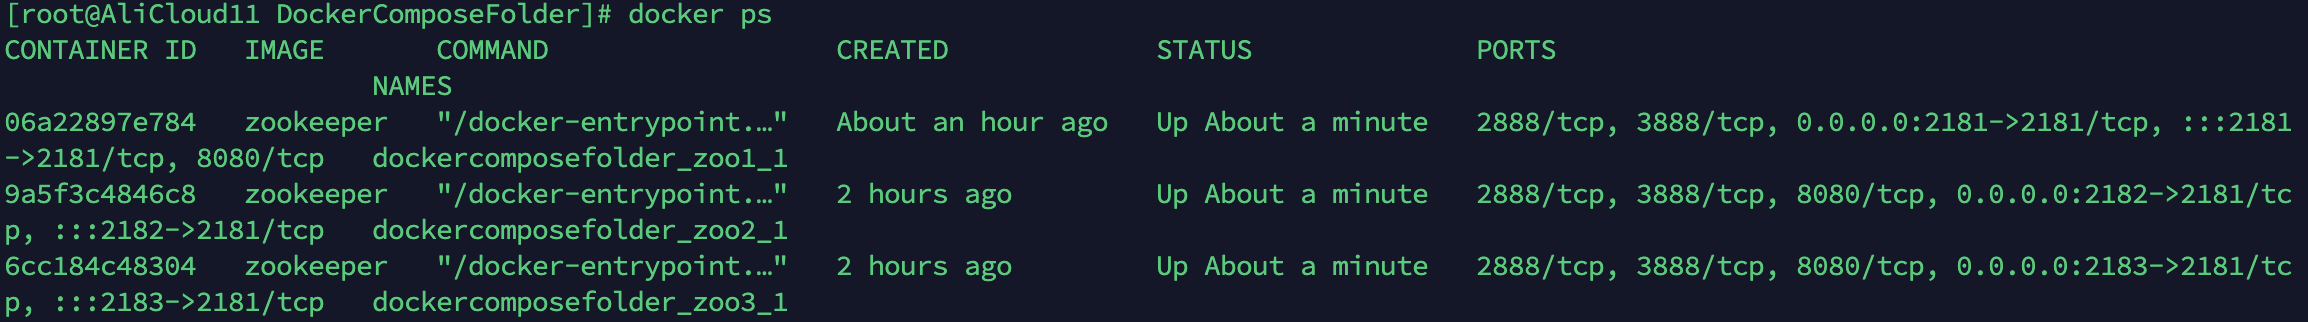 [root@AliCloud11 DockerComposeFolder]# docker ps
CONTAINER ID   IMAGE       COMMAND                  CREATED             STATUS              PORTS
                       NAMES
06a22897e784   zookeeper   "/docker-entrypoint.…"   About an hour ago   Up About a minute   2888/tcp, 3888/tcp, 0.0.0.0:2181->2181/tcp, :::2181
->2181/tcp, 8080/tcp   dockercomposefolder_zoo1_1
9a5f3c4846c8   zookeeper   "/docker-entrypoint.…"   2 hours ago         Up About a minute   2888/tcp, 3888/tcp, 8080/tcp, 0.0.0.0:2182->2181/tc
p, :::2182->2181/tcp   dockercomposefolder_zoo2_1
6cc184c48304   zookeeper   "/docker-entrypoint.…"   2 hours ago         Up About a minute   2888/tcp, 3888/tcp, 8080/tcp, 0.0.0.0:2183->2181/tc
p, :::2183->2181/tcp   dockercomposefolder_zoo3_1